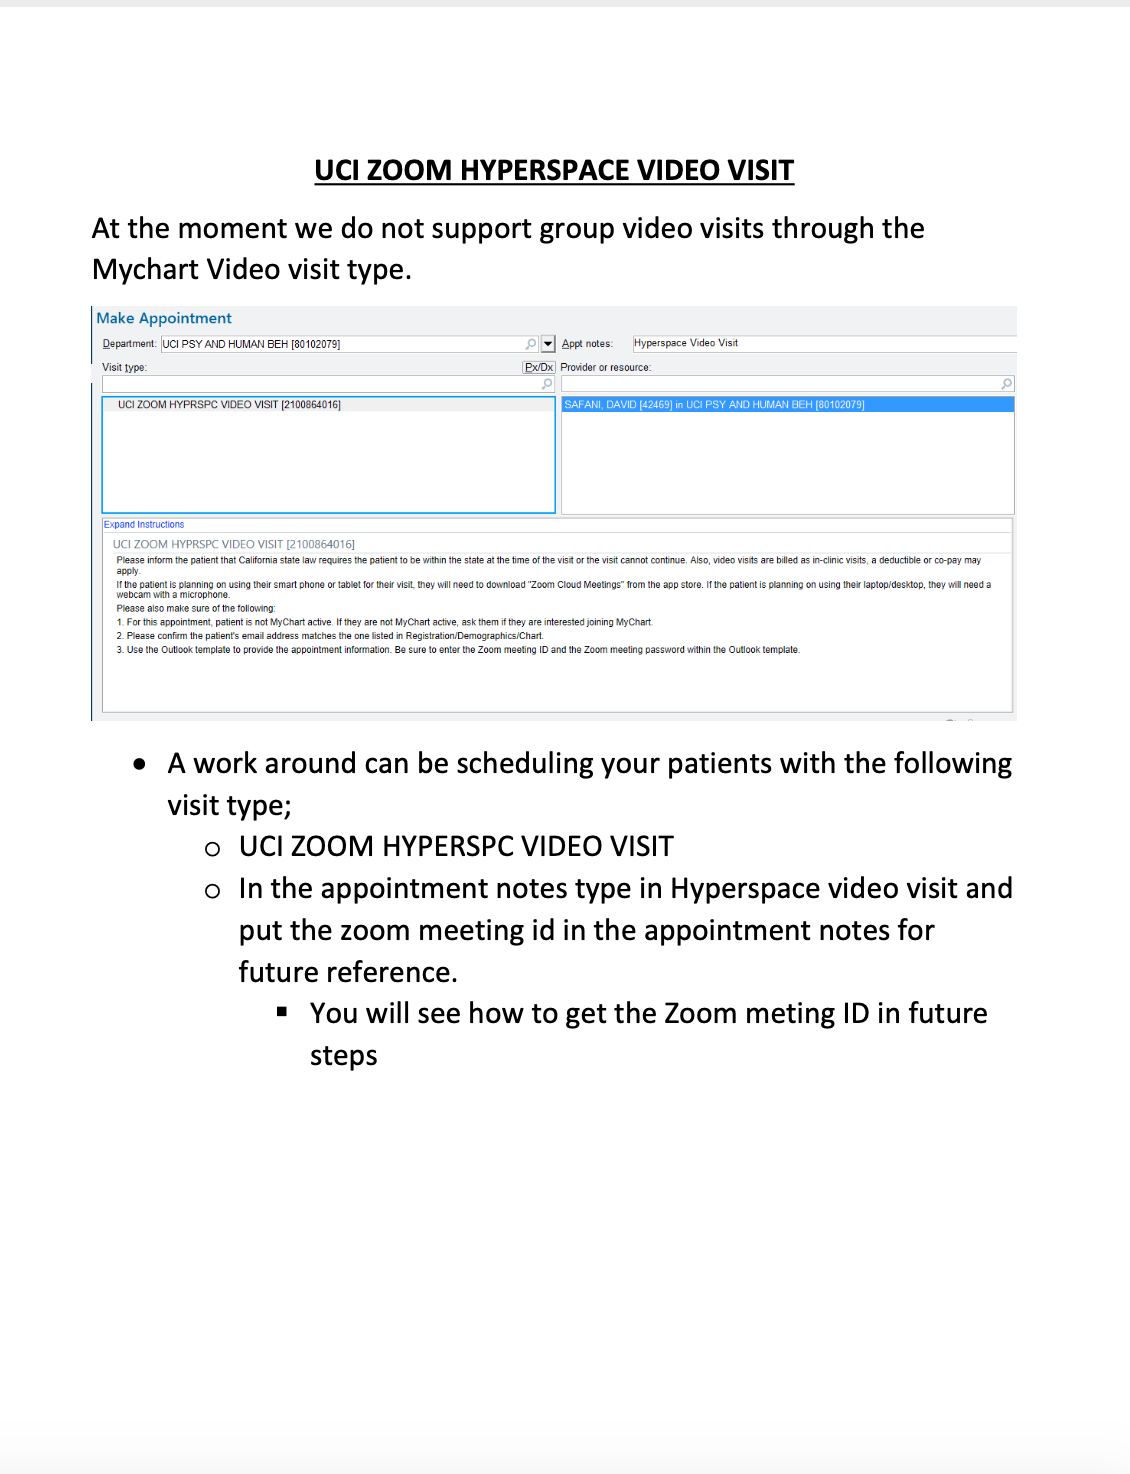 UCI ZOOM HYPERSPACE VIDEO VISIT
At the moment we do not support group video visits through the
Mychart Video visit type.
Make Appointment
Department: UCI PSY AND HUMAN BEH [80102079] Appt notes: Hyperspace Video Visit
Visit type: Px/Dx Provider or resource:
UCI ZOOM HYPRSPC VIDEO VISIT [2100864016] SAFANI, DAVID [42469] in UCI PSY AND HUMAN BEH [80102079]
Expand Instructions
UCI ZOOM HYPRSPC VIDEO VISIT [2100864016]
Please inform the patient that California state law requires the patient to be within the state at the time of the visit or the visit cannot continue. Also, video visits are billed as in-clinic visits, a deductible or co-pay may
apply.
If the patient is planning on using their smart phone or tablet for their visit, they will need to download "Zoom Cloud Meetings" from the app store. If the patient is planning on using their laptop/desktop, they will need a
webcam with a microphone.
Please also make sure of the following:
1. For this appointment, patient is not MyChart active. If they are not MyChart active, ask them if they are interested joining MyChart.
2. Please confirm the patient's email address matches the one listed in Registration/Demographics/Chart.
3. Use the Outlook template to provide the appointment information. Be sure to enter the Zoom meeting ID and the Zoom meeting password within the Outlook template.
• A work around can be scheduling your patients with the following
visit type;
o UCI ZOOM HYPERSPC VIDEO VISIT
o In the appointment notes type in Hyperspace video visit and
put the zoom meeting id in the appointment notes for
future reference.
▪ You will see how to get the Zoom meting ID in future
steps